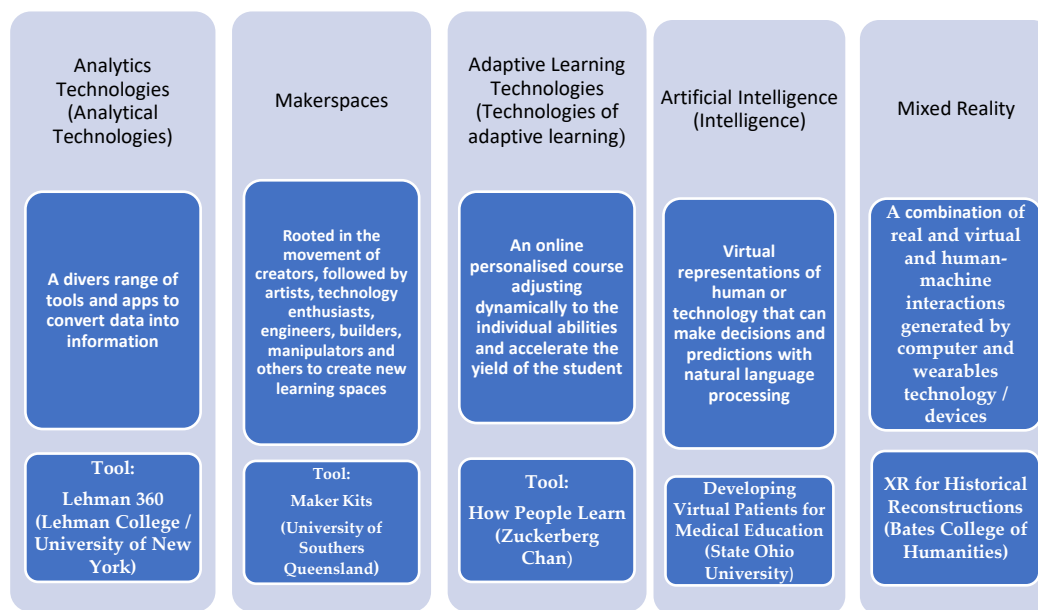 Analytics
Technologies
(Analytical
Technologies)
A divers range of
tools and apps to
convert data into
information
Tool:
Lehman 360
(Lehman College /
University of New
York)
Makerspaces
Rooted in the
movement of
creators, followed by
artists, technology
enthusiasts,
engineers, builders,
manipulators and
others to create new
learning spaces
Tool:
Maker Kits
(University of
Southers
Queensland)
Adaptive Learning
Technologies
(Technologies of
adaptive learning)
An online
personalised course
adjusting
dynamically to the
individual abilities
and accelerate the
yield of the student
Tool:
How People Learn
(Zuckerberg
Chan)
Artificial Intelligence
(Intelligence)
Virtual
representations of
human or
technology that can
make decisions and
predictions with
natural language
processing
Developing
Virtual Patients for
Medical Education
(State Ohio
University)
Mixed Reality
A combination of
real and virtual
and human-
machine
interactions
generated by
computer and
wearables
technology /
devices
XR for Historical
Reconstructions
(Bates College of
Humanities)